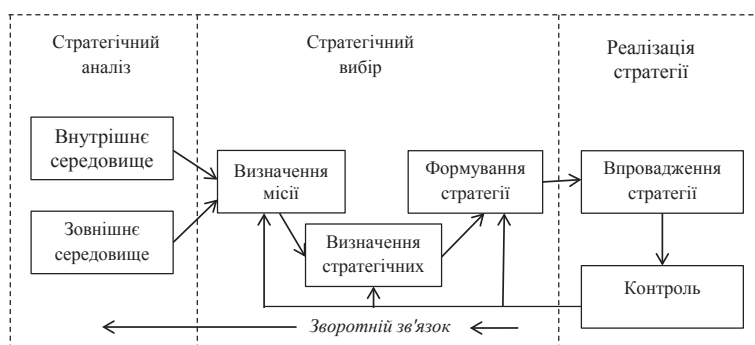 Стратегічний
аналіз
Стратегічний
вибір
Реалізація
стратегії
Внутрішнє
середовище
Зовнішнє
середовище
Визначення
місії
Визначення
стратегічних
Формування
стратегії
Впровадження
стратегії
Контроль
Зворотній зв'язок